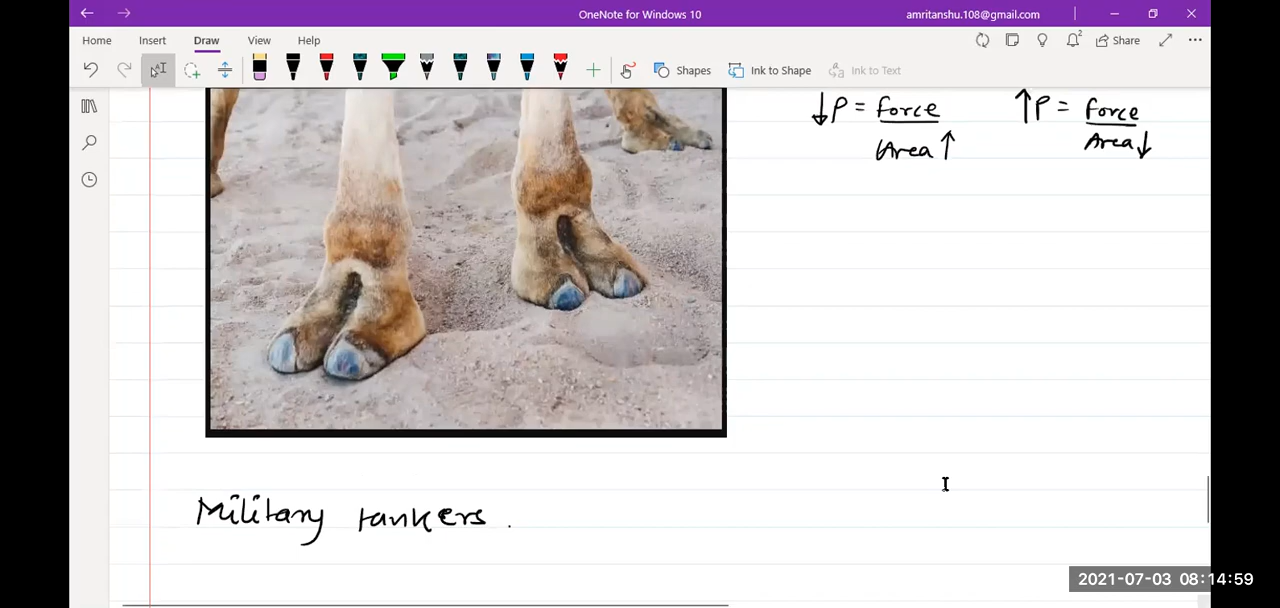 OneNote for Windows 10
amritanshu.108@gmail.com
Home Insert Draw View Help
2 Share
Shapes Ink to Shape Ink to Text
↓P = Force / Area ↑
↑P = Force / Area ↓
Military tankers .
2021-07-03 08:14:59